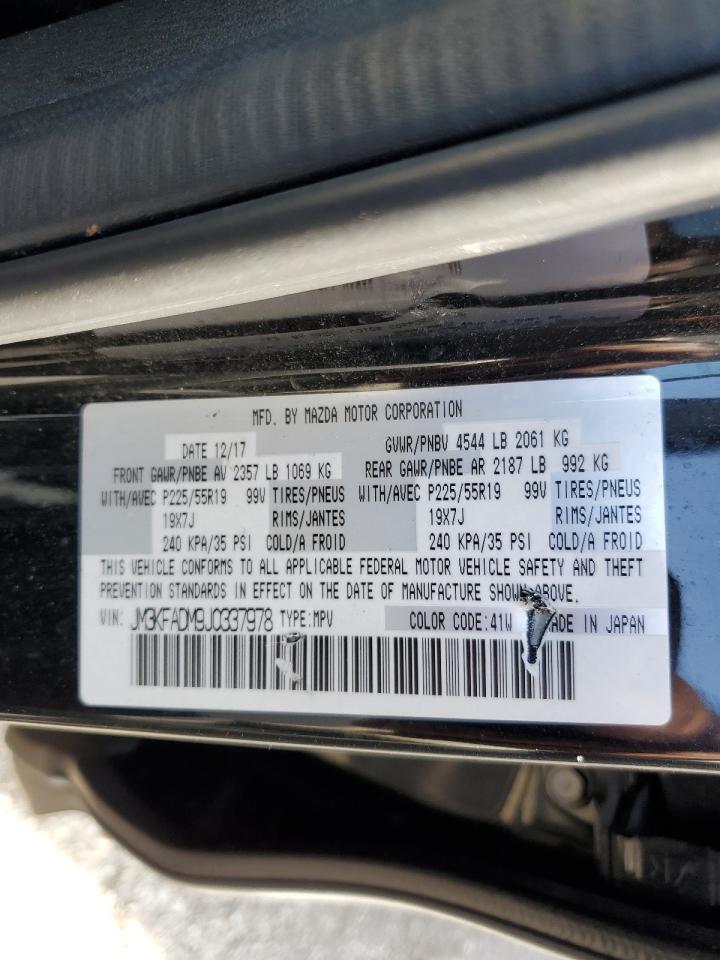 MFD. BY MAZDA MOTOR CORPORATION
DATE 12/17 GVWR/PNBV 4544 LB 2061 KG
FRONT GAWR/PNBE AV 2357 LB 1069 KG REAR GAWR/PNBE AR 2187 LB 992 KG
WITH/AVEC P225/55R19 99V TIRES/PNEUS WITH/AVEC P225/55R19 99V TIRES/PNEUS
19X7J RIMS/JANTES 19X7J RIMS/JANTES
240 KPA/35 PSI COLD/A FROID 240 KPA/35 PSI COLD/A FROID
THIS VEHICLE CONFORMS TO ALL APPLICABLE FEDERAL MOTOR VEHICLE SAFETY AND THEFT
PREVENTION STANDARDS IN EFFECT ON THE DATE OF MANUFACTURE SHOWN ABOVE.
VIN: JM3KFADM9J0337978 TYPE:MPV COLOR CODE:41W MADE IN JAPAN